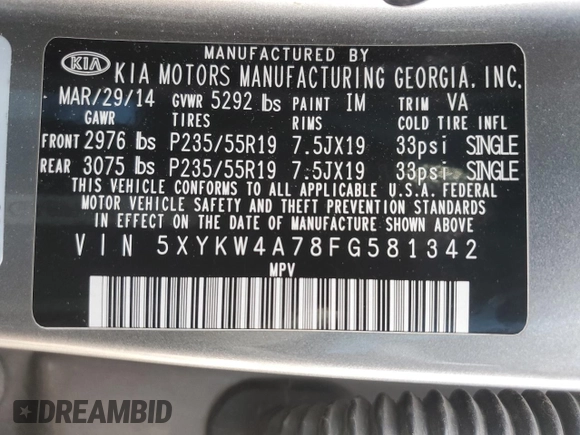 MANUFACTURED BY
KIA KIA MOTORS MANUFACTURING GEORGIA, INC.
MAR/29/14 GVWR 5292 lbs PAINT IM TRIM VA
GAWR TIRES RIMS COLD TIRE INFL
FRONT 2976 lbs P235/55R19 7.5JX19 33psi SINGLE
REAR 3075 lbs P235/55R19 7.5JX19 33psi SINGLE
THIS VEHICLE CONFORMS TO ALL APPLICABLE U.S.A. FEDERAL
MOTOR VEHICLE SAFETY AND THEFT PREVENTION STANDARDS
IN EFFECT ON THE DATE OF MANUFACTURE SHOWN ABOVE.
VIN 5XYKW4A78FG581342
MPV
DREAMBID